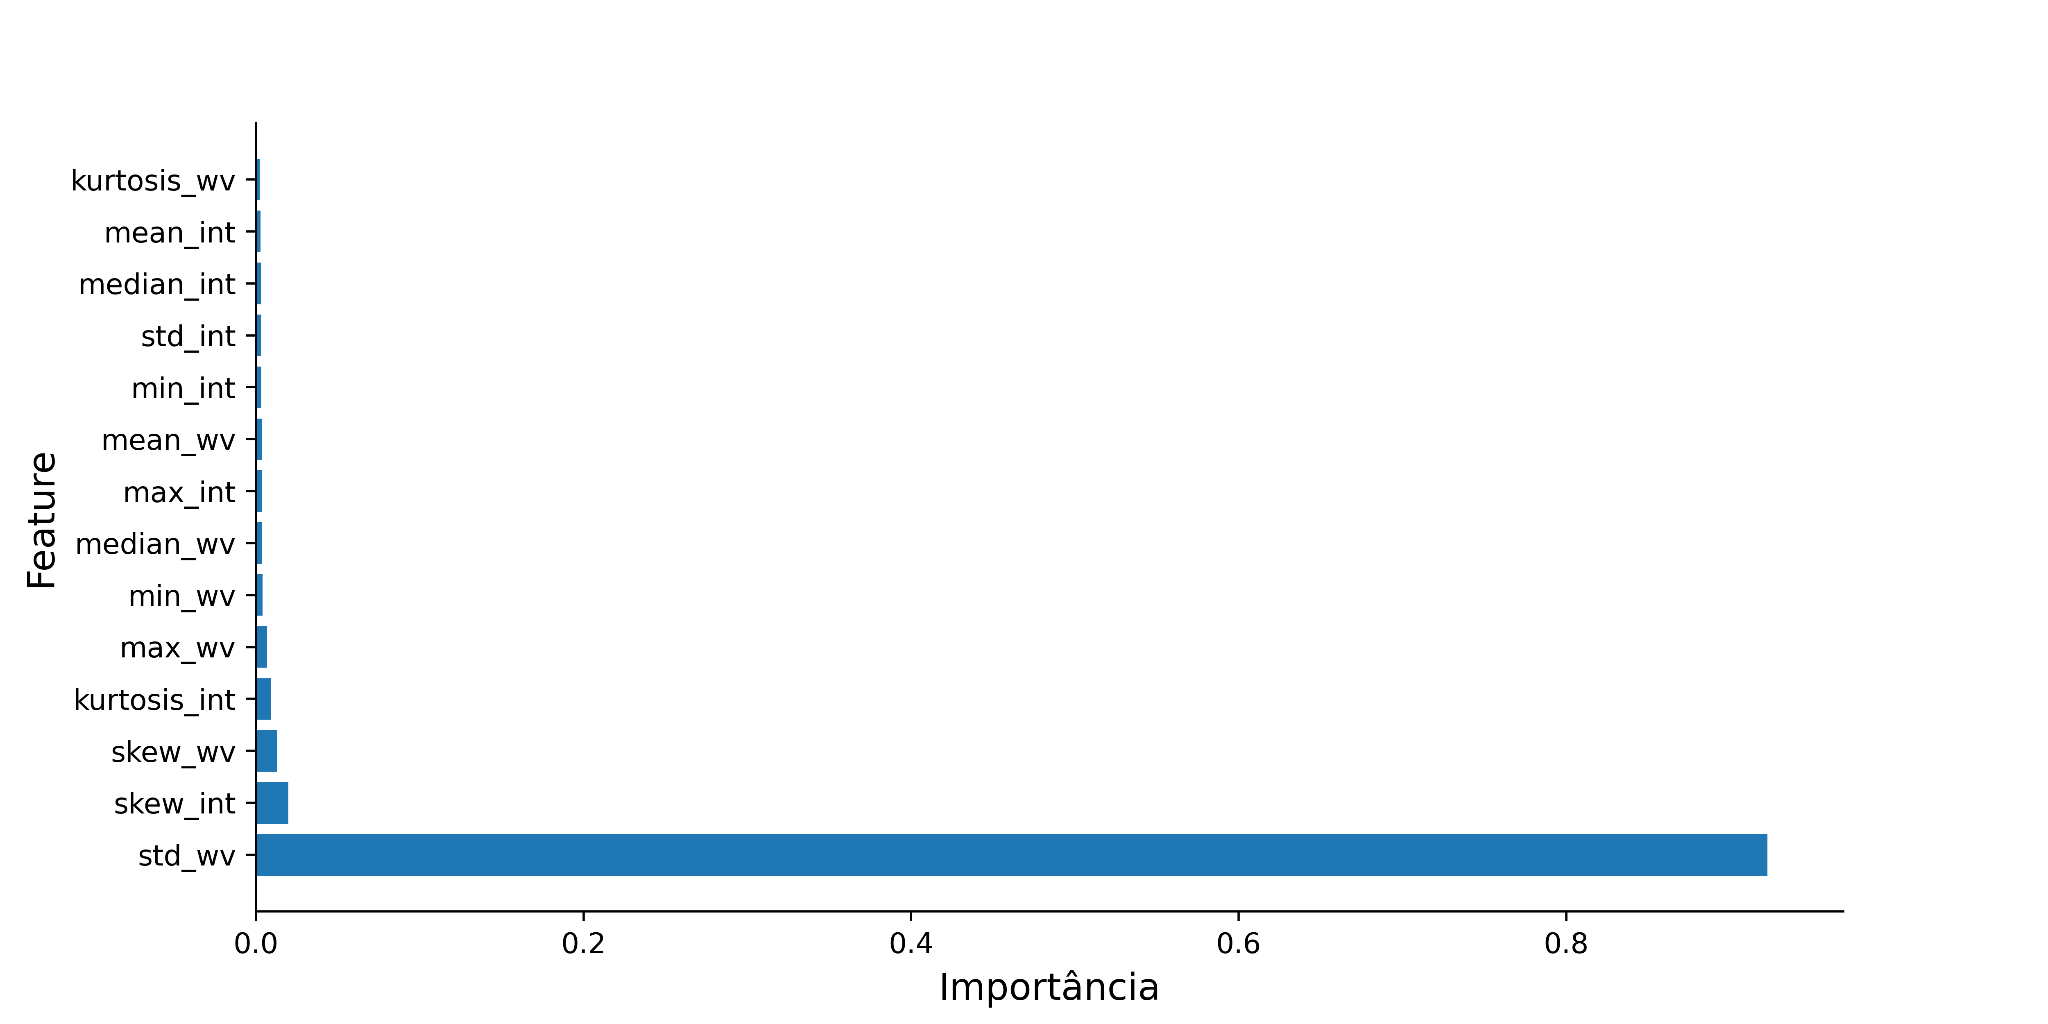 Feature
kurtosis_wv
mean_int
median_int
std_int
min_int
mean_wv
max_int
median_wv
min_wv
max_wv
kurtosis_int
skew_wv
skew_int
std_wv
0.0 0.2 0.4 0.6 0.8
Importância